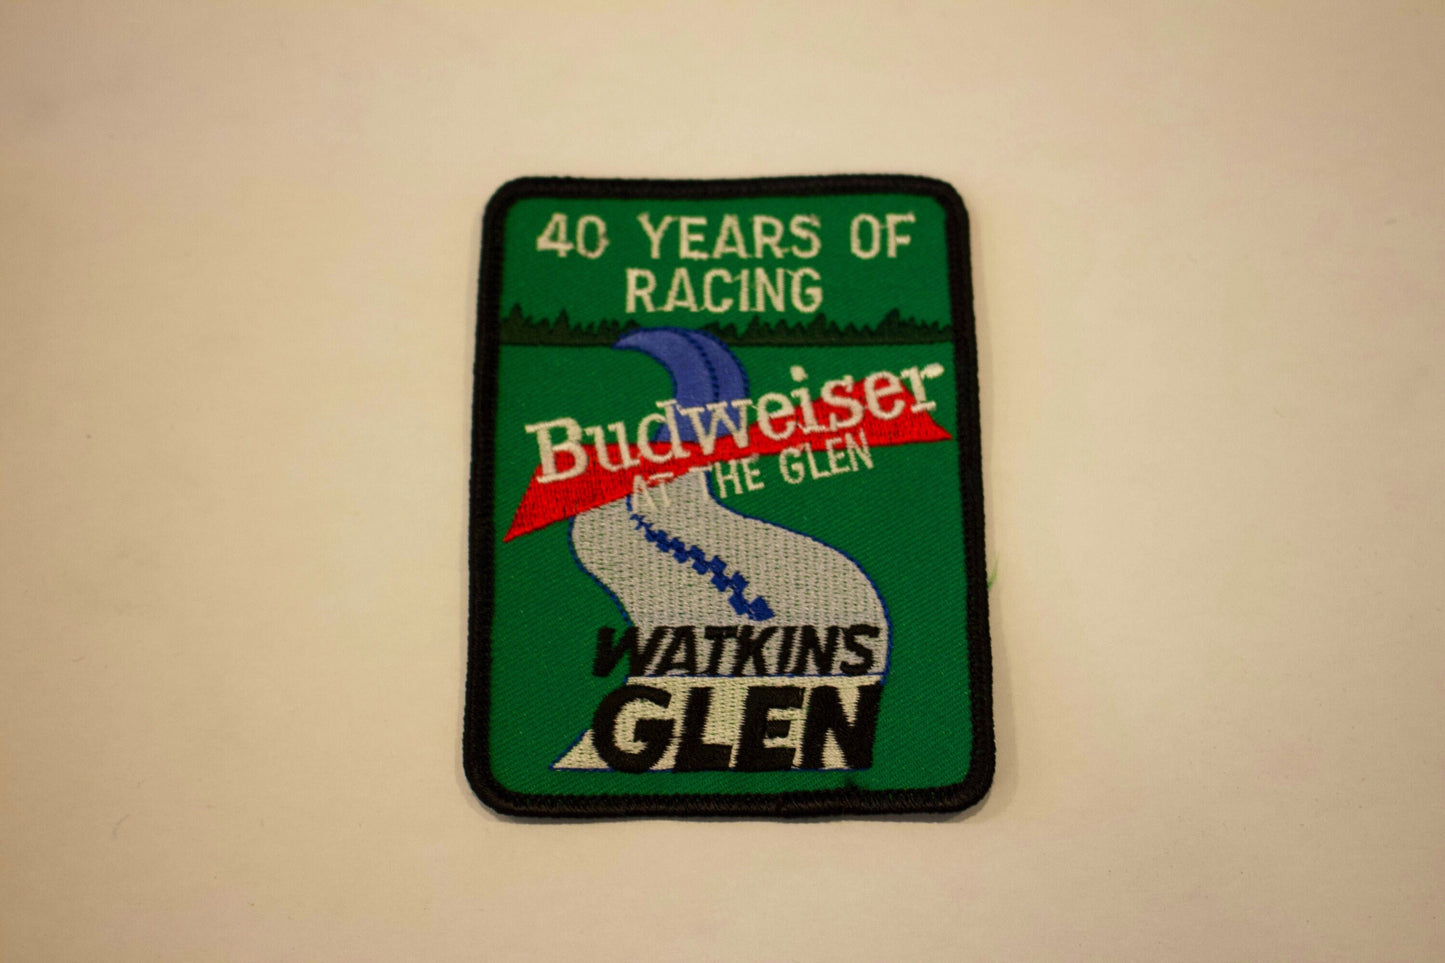 40 YEARS OF
RACING
Budweiser
AT THE GLEN
WATKINS
GLEN